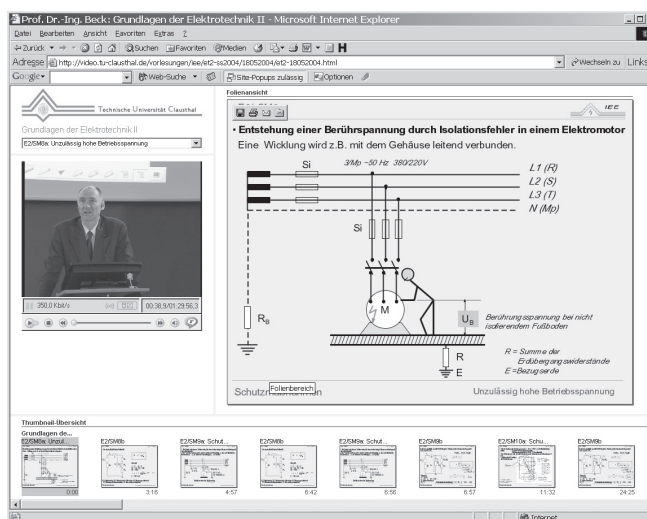 Prof. Dr.-Ing. Beck: Grundlagen der Elektrotechnik II - Microsoft Internet Explorer
Datei Bearbeiten Ansicht Favoriten Extras ?
Zurück Suchen Favoriten Medien
Adresse http://video.tu-clausthal.de/vorlesungen/iee/et2-ss2004/18052004/et2-18052004.html Wechseln zu Links
Google Web-Suche Site-Popups zulässig Optionen
Technische Universität Clausthal
Grundlagen der Elektrotechnik II
E2/SM8a: Unzulässig hohe Betriebsspannung
350,0 Kbit/s 00:38,9/01:29:56,3
Folienansicht
IEE
• Entstehung einer Berührspannung durch Isolationsfehler in einem Elektromotor
Eine Wicklung wird z.B. mit dem Gehäuse leitend verbunden.
Si 3/Mp ~50 Hz 380/220V
L1 (R)
L2 (S)
L3 (T)
N (Mp)
Si
M
RB
UB
Berührungsspannung bei nicht
isolierendem Fußboden
R
E
R = Summe der
Erdübergangswiderstände
E = Bezugserde
Schutzmaßnahmen Unzulässig hohe Betriebsspannung
Folienbereich
Thumbnail-Übersicht
Grundlagen de...
E2/SM8a: Unzul... E2/SM8b E2/SM9a: Schut... E2/SM8b E2/SM9a: Schut... E2/SM9b E2/SM10a: Schu... E2/SM9b
0:00 3:16 4:57 6:42 6:56 6:57 11:32 24:25
Internet